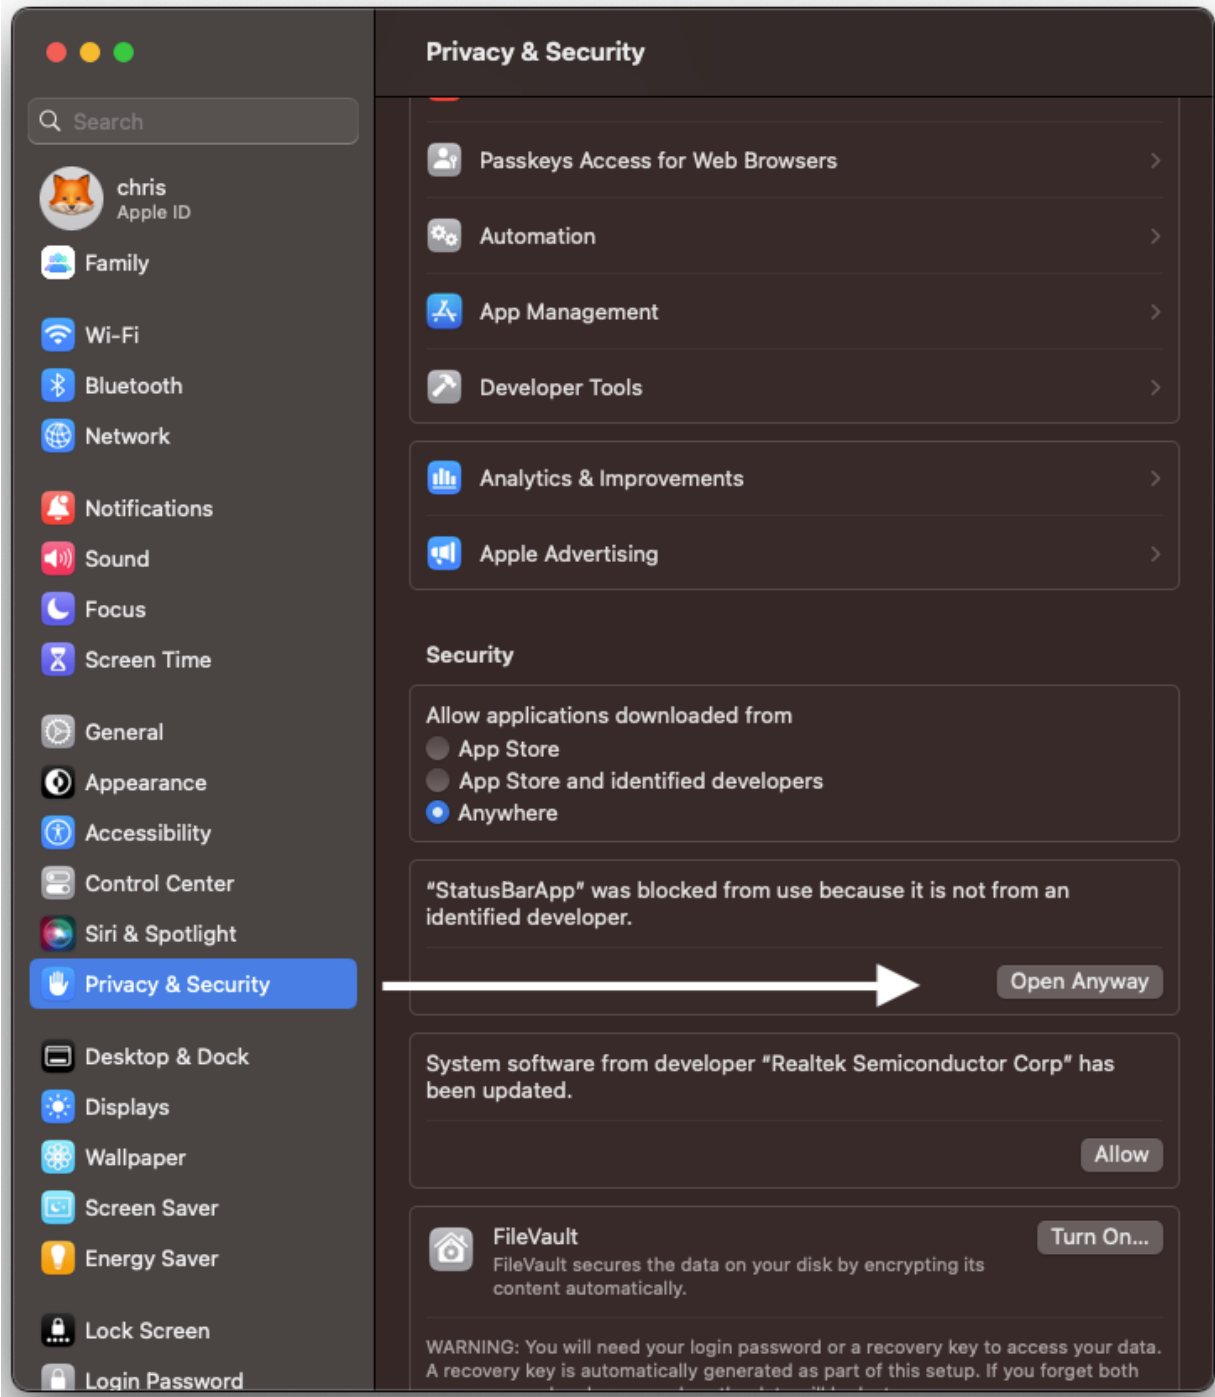 Privacy & Security
Search
chris
Apple ID
Family
Wi-Fi
Bluetooth
Network
Notifications
Sound
Focus
Screen Time
General
Appearance
Accessibility
Control Center
Siri & Spotlight
Privacy & Security
Desktop & Dock
Displays
Wallpaper
Screen Saver
Energy Saver
Lock Screen
Login Password
Passkeys Access for Web Browsers
Automation
App Management
Developer Tools
Analytics & Improvements
Apple Advertising
Security
Allow applications downloaded from
App Store
App Store and identified developers
Anywhere
“StatusBarApp” was blocked from use because it is not from an
identified developer.
Open Anyway
System software from developer “Realtek Semiconductor Corp” has
been updated.
Allow
FileVault
Turn On...
FileVault secures the data on your disk by encrypting its
content automatically.
WARNING: You will need your login password or a recovery key to access your data.
A recovery key is automatically generated as part of this setup. If you forget both